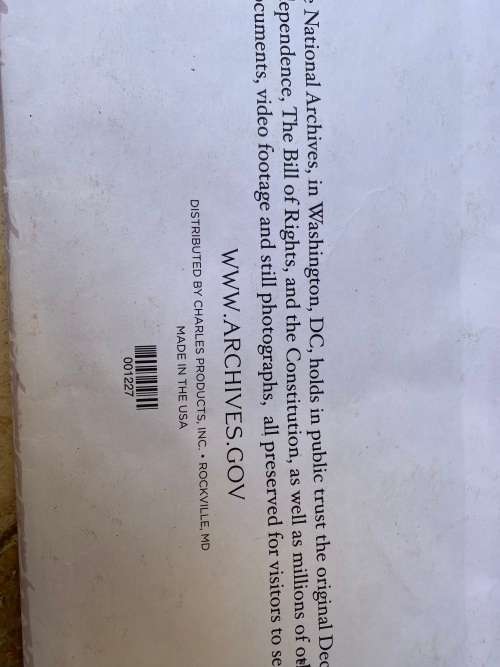 National Archives, in Washington, DC, holds in public trust the original
The Bill of Rights, and the Constitution, as well as millions of
video footage and still photographs, all preserved for visitors to
WWW.ARCHIVES.GOV
DISTRIBUTED BY CHARLES PRODUCTS, INC. • ROCKVILLE, MD
MADE IN THE USA
001227